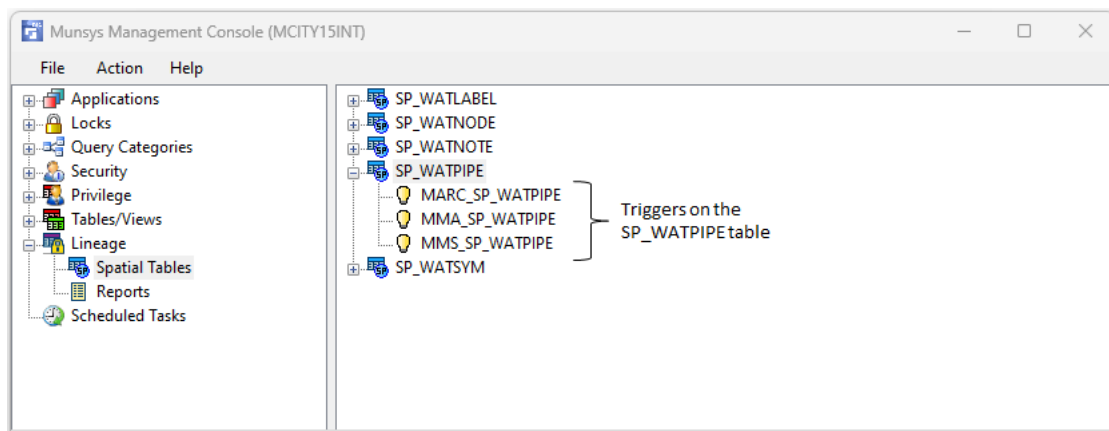 Munsys Management Console (MCITY15INT)
File Action Help
Applications
Locks
Query Categories
Security
Privilege
Tables/Views
Lineage
Spatial Tables
Reports
Scheduled Tasks
SP_WATLABEL
SP_WATNODE
SP_WATNOTE
SP_WATPIPE
MARC_SP_WATPIPE
MMA_SP_WATPIPE
MMS_SP_WATPIPE
SP_WATSYM
Triggers on the
SP_WATPIPE table